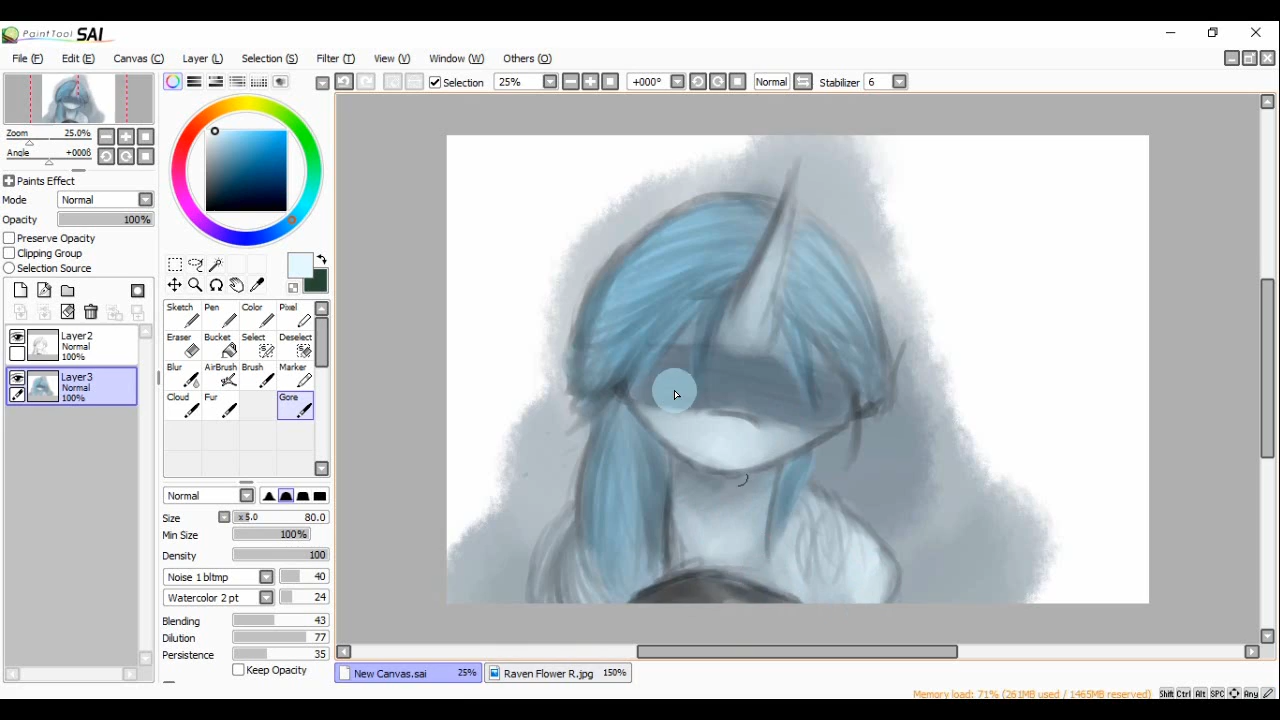 PaintTool SAI
File (F) Edit (E) Canvas (C) Layer (L) Selection (S) Filter (T) View (V) Window (W) Others (O)
Selection 25% +000° Normal Stabilizer 6
Zoom 25.0%
Angle +000δ
Paints Effect
Mode Normal
Opacity 100%
Preserve Opacity
Clipping Group
Selection Source
Layer2
Normal
100%
Layer3
Normal
100%
Sketch Pen Color Pixel
Eraser Bucket Select Deselect
Blur AirBrush Brush Marker
Cloud Fur Gore
Normal
Size x5.0 80.0
Min Size 100%
Density 100
Noise 1 bitmp 40
Watercolor 2 pt 24
Blending 43
Dilution 77
Persistence 35
Keep Opacity
New Canvas.sai 25% Raven Flower R.jpg 150%
Memory load: 71% (261MB used / 1465MB reserved) Shift Ctrl Alt SPC Any